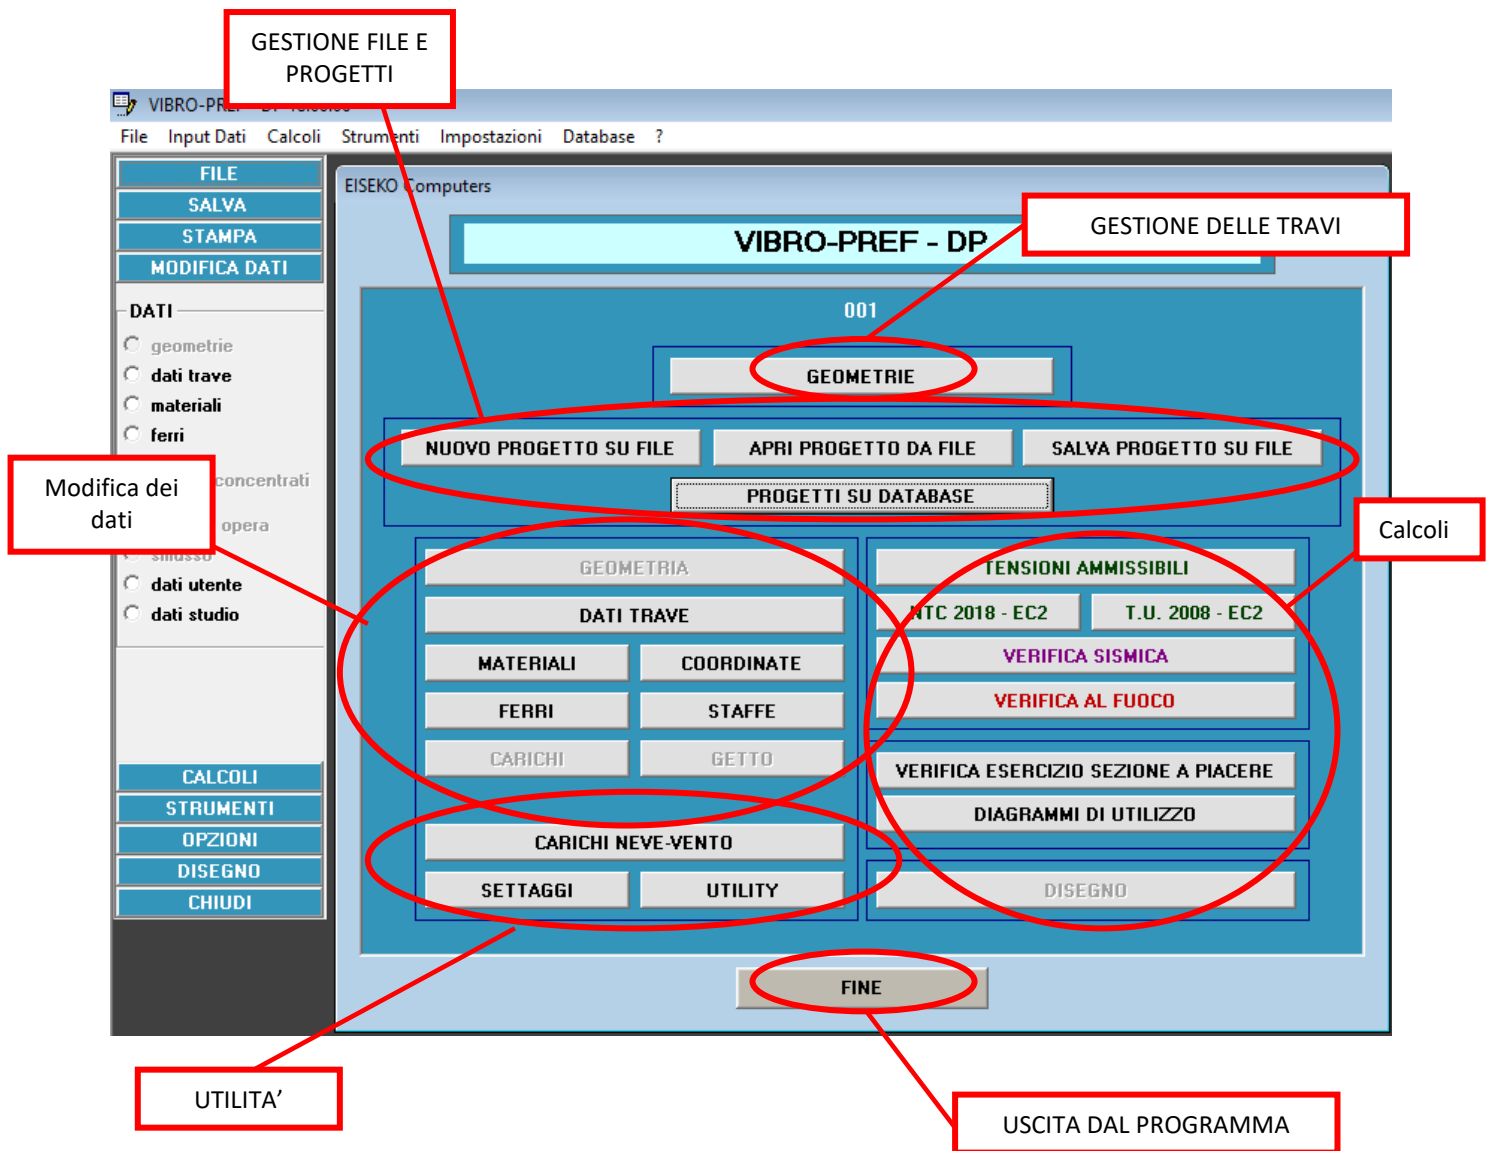 GESTIONE FILE E
PROGETTI
VIBRO-PREF
File Input Dati Calcoli Strumenti Impostazioni Database ?
FILE
SALVA
STAMPA
MODIFICA DATI
EISEKO Computers
VIBRO-PREF - DP
GESTIONE DELLE TRAVI
DATI
geometrie
dati trave
materiali
ferri
concentrati
opera
smusso
dati utente
dati studio
001
GEOMETRIE
NUOVO PROGETTO SU FILE
APRI PROGETTO DA FILE
SALVA PROGETTO SU FILE
PROGETTI SU DATABASE
Modifica dei
dati
Calcoli
GEOMETRIA
DATI TRAVE
MATERIALI
COORDINATE
FERRI
STAFFE
CARICHI
GETTO
CARICHI NEVE-VENTO
SETTAGGI
UTILITY
TENSIONI AMMISSIBILI
NTC 2018 - EC2
T.U. 2008 - EC2
VERIFICA SISMICA
VERIFICA AL FUOCO
VERIFICA ESERCIZIO SEZIONE A PIACERE
DIAGRAMMI DI UTILIZZO
DISEGNO
CALCOLI
STRUMENTI
OPZIONI
DISEGNO
CHIUDI
FINE
UTILITA’
USCITA DAL PROGRAMMA